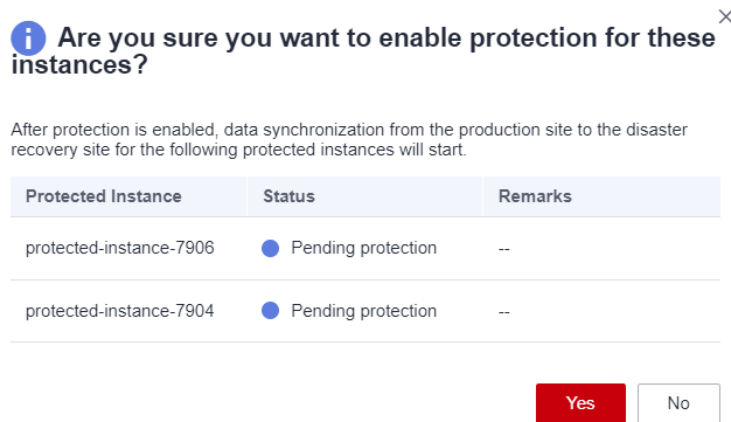 Are you sure you want to enable protection for these
instances?
After protection is enabled, data synchronization from the production site to the disaster
recovery site for the following protected instances will start.
Protected Instance Status Remarks
protected-instance-7906 Pending protection --
protected-instance-7904 Pending protection --
Yes No